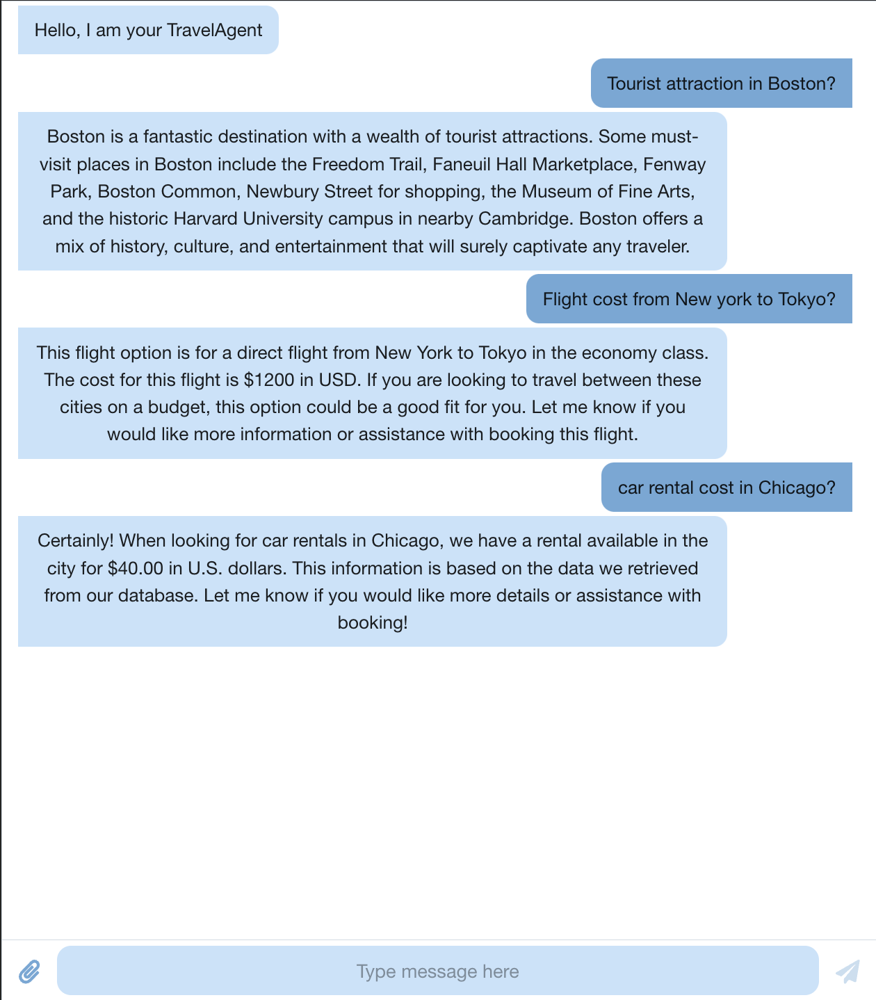 Hello, I am your TravelAgent
Tourist attraction in Boston?
Boston is a fantastic destination with a wealth of tourist attractions. Some must-
visit places in Boston include the Freedom Trail, Faneuil Hall Marketplace, Fenway
Park, Boston Common, Newbury Street for shopping, the Museum of Fine Arts,
and the historic Harvard University campus in nearby Cambridge. Boston offers a
mix of history, culture, and entertainment that will surely captivate any traveler.
Flight cost from New york to Tokyo?
This flight option is for a direct flight from New York to Tokyo in the economy class.
The cost for this flight is $1200 in USD. If you are looking to travel between these
cities on a budget, this option could be a good fit for you. Let me know if you
would like more information or assistance with booking this flight.
car rental cost in Chicago?
Certainly! When looking for car rentals in Chicago, we have a rental available in the
city for $40.00 in U.S. dollars. This information is based on the data we retrieved
from our database. Let me know if you would like more details or assistance with
booking!
Type message here